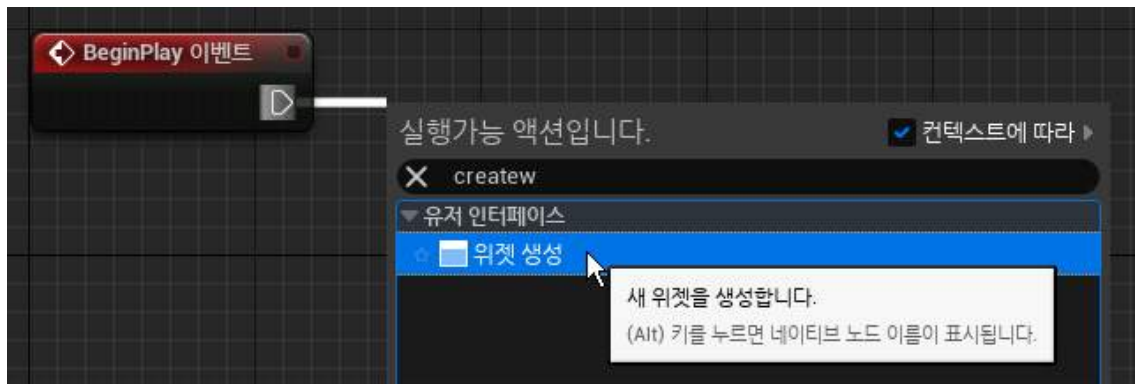 BeginPlay 이벤트
실행가능 액션입니다. 컨텍스트에 따라
createw
유저 인터페이스
위젯 생성
새 위젯을 생성합니다.
(Alt) 키를 누르면 네이티브 노드 이름이 표시됩니다.